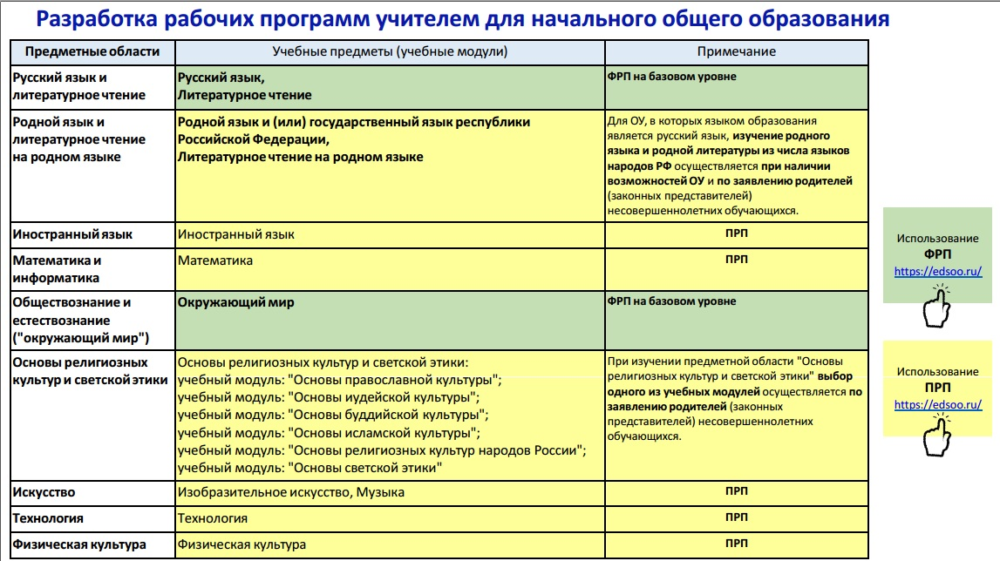 Разработка рабочих программ учителем для начального общего образования
Предметные области
Учебные предметы (учебные модули)
Примечание
Русский язык и
литературное чтение
Русский язык,
Литературное чтение
ФРП на базовом уровне
Родной язык и
литературное чтение
на родном языке
Родной язык и (или) государственный язык республики
Российской Федерации,
Литературное чтение на родном языке
Для ОУ, в которых языком образования
является русский язык, изучение родного
языка и родной литературы из числа языков
народов РФ осуществляется при наличии
возможностей ОУ и по заявлению родителей
(законных представителей)
несовершеннолетних обучающихся.
Иностранный язык
Иностранный язык
ПРП
Математика и
информатика
Математика
ПРП
Обществознание и
естествознание
("окружающий мир")
Окружающий мир
ФРП на базовом уровне
Основы религиозных
культур и светской этики
Основы религиозных культур и светской этики:
учебный модуль: "Основы православной культуры";
учебный модуль: "Основы иудейской культуры";
учебный модуль: "Основы буддийской культуры";
учебный модуль: "Основы исламской культуры";
учебный модуль: "Основы религиозных культур народов России";
учебный модуль: "Основы светской этики"
При изучении предметной области "Основы
религиозных культур и светской этики" выбор
одного из учебных модулей осуществляется по
заявлению родителей (законных
представителей) несовершеннолетних
обучающихся.
Искусство
Изобразительное искусство, Музыка
ПРП
Технология
Технология
ПРП
Физическая культура
Физическая культура
ПРП
Использование
ФРП
https://edsoo.ru/
Использование
ПРП
https://edsoo.ru/